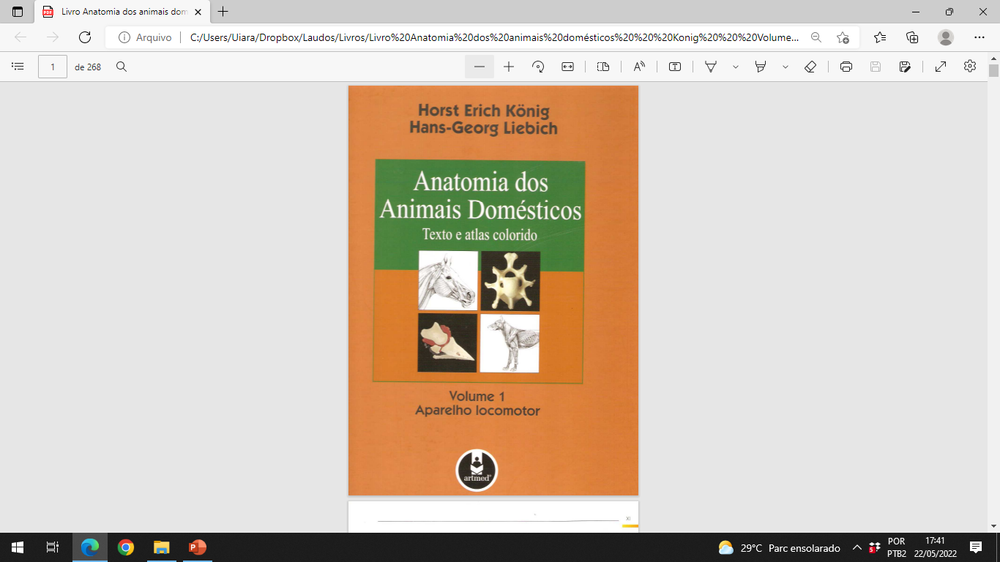 Livro Anatomia dos animais dom
Arquivo
C:/Users/Uiara/Dropbox/Laudos/Livros/Livro%20Anatomia%20dos%20animais%20domésticos%20%20%20Konig%20%20%20Volume...
1
de 268
Horst Erich König
Hans-Georg Liebich
Anatomia dos
Animais Domésticos
Texto e atlas colorido
Volume 1
Aparelho locomotor
artmed®
XI
29°C Parc ensolarado
POR
PTB2
17:41
22/05/2022